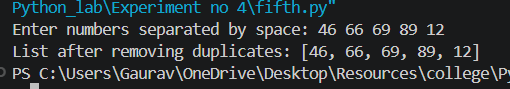 Python_lab\Experiment no 4\fifth.py"
Enter numbers separated by space: 46 66 69 89 12
List after removing duplicates: [46, 66, 69, 89, 12]
PS C:\Users\Gaurav\OneDrive\Desktop\Resources\college\Py